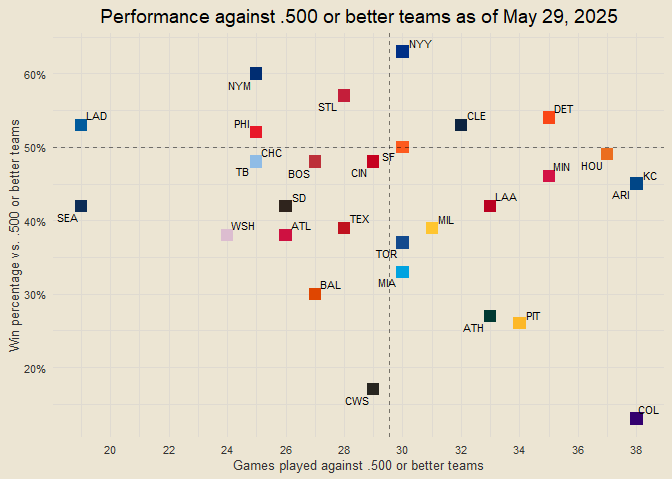 Performance against .500 or better teams as of May 29, 2025
Win percentage vs. .500 or better teams
60%
50%
40%
30%
20%
NYY
NYM
STL
LAD
PHI
CLE
DET
CHC
TB
BOS
CIN
SF
HOU
MIN
KC
ARI
SEA
SD
LAA
WSH
ATL
TEX
MIL
TOR
MIA
BAL
ATH
PIT
CWS
COL
20 22 24 26 28 30 32 34 36 38
Games played against .500 or better teams